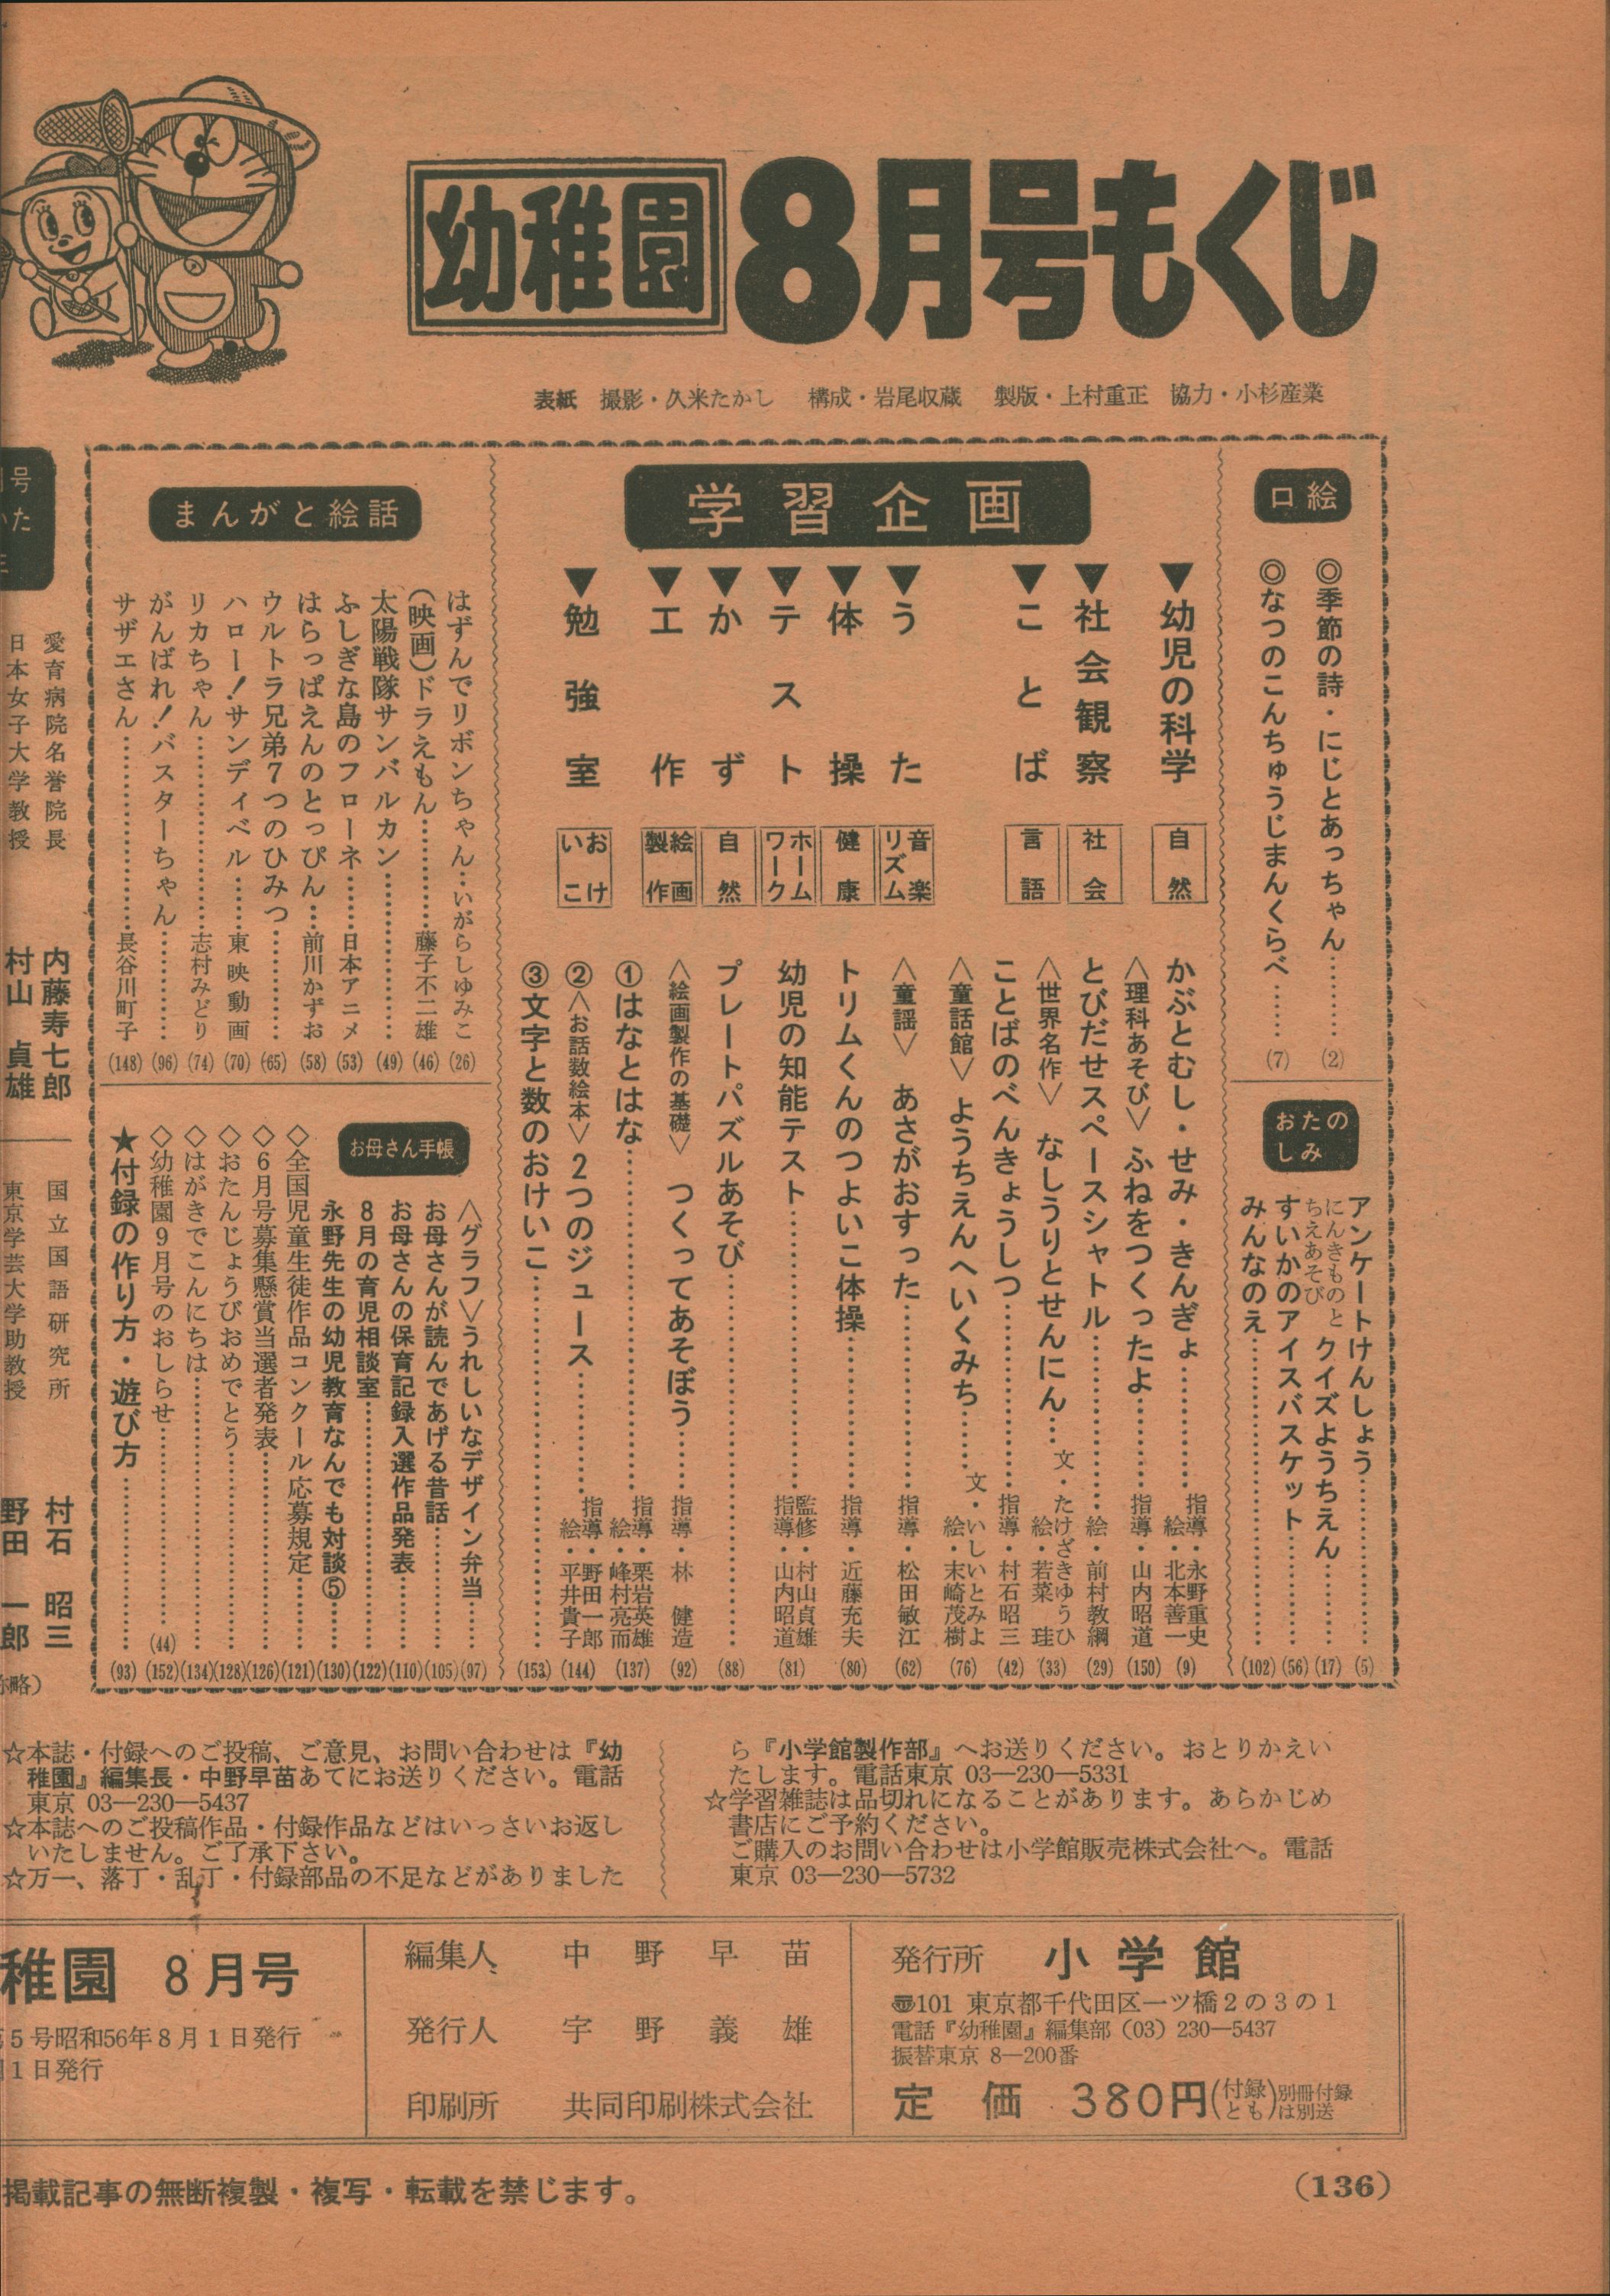 幼稚園 8月号もくじ
表紙 撮影・久米たかし 構成・岩尾収蔵 製版・上村重正 協力・小杉産業
口絵
◎季節の詩・にじとあっちゃん…………(2)
◎なつのこんちゅうじまんくらべ……(7)
おたのしみ
アンケートけんしょう…………(5)
にんきものと ちえあそび クイズようちえん…………(17)
すいかのアイスバスケット…………(56)
みんなのえ…………(102)
学習企画
▼幼児の科学 自然 かぶとむし・せみ・きんぎょ…………指導・永野重史 絵・北本善一(9)
〈理科あそび〉ふねをつくったよ…………指導・山内昭道(150)
▼社会観察 社会 とびだせスペースシャトル…………絵・前村教綱(29)
〈世界名作〉なしうりとせんにん…文・たけざきゆうひ 絵・若菜 珪(33)
▼ことば 言語 ことばのべんきょうしつ…………指導・村石昭三(42)
〈童話館〉ようちえんへいくみち……文・いしいとみよ 絵・末崎茂樹(76)
▼うた 音楽リズム 〈童謡〉あさがおすった…………指導・松田敏江(62)
▼体操 健康 トリムくんのつよいこ体操…………指導・近藤充夫(80)
▼テスト ホームワーク 幼児の知能テスト…………監修・村山貞雄 指導・山内昭道(81)
▼かず 自然 プレートパズルあそび…………(88)
▼工作 絵画製作 〈絵画製作の基礎〉つくってあそぼう……指導・林 健造(92)
▼勉強室 おけいこ ①はなとはな…………指導・栗岩英雄 絵・峰村亮而(137)
②〈お話数絵本〉2つのジュース…………指導・野田一郎 絵・平井貴子(144)
③文字と数のおけいこ…………(153)
まんがと絵話
はずんでリボンちゃん…いがらしゆみこ(26)
(映画)ドラえもん…………藤子不二雄(46)
太陽戦隊サンバルカン…………(49)
ふしぎな島のフローネ……日本アニメ(53)
はらっぱえんのとっぴん…前川かずお(58)
ウルトラ兄弟7つのひみつ…………(65)
ハロー!サンディベル……東映動画(70)
リカちゃん…………志村みどり(74)
がんばれ!バスターちゃん…………(96)
サザエさん…………長谷川町子(148)
お母さん手帳
〈グラフ〉うれしいなデザイン弁当……(97)
お母さんが読んであげる昔話…………(105)
お母さんの保育記録入選作品発表……(110)
8月の育児相談室…………(122)
永野先生の幼児教育なんでも対談⑤……(130)
◇全国児童生徒作品コンクール応募規定……(121)
◇6月号募集懸賞当選者発表…………(126)
◇おたんじょうびおめでとう…………(128)
◇はがきでこんにちは…………(134)
◇幼稚園9月号のおしらせ…………(44)(152)
★付録の作り方・遊び方…………(93)
号
いた
愛育病院名誉院長 内藤寿七郎
日本女子大学教授 村山 貞雄
国立国語研究所 村石 昭三
東京学芸大学助教授 野田 一郎
略)
☆本誌・付録へのご投稿、ご意見、お問い合わせは『幼
稚園』編集長・中野早苗あてにお送りください。電話
東京 03―230―5437
☆本誌へのご投稿作品・付録作品などはいっさいお返し
いたしません。ご了承下さい。
☆万一、落丁・乱丁・付録部品の不足などがありました
ら『小学館製作部』へお送りください。おとりかえい
たします。電話東京 03―230―5331
☆学習雑誌は品切れになることがあります。あらかじめ
書店にご予約ください。
ご購入のお問い合わせは小学館販売株式会社へ。電話
東京 03―230―5732
稚園 8月号
5号昭和56年8月1日発行
1日発行
編集人 中野早苗
発行人 宇野義雄
印刷所 共同印刷株式会社
発行所 小学館
〠101 東京都千代田区一ツ橋2の3の1
電話『幼稚園』編集部(03)230―5437
振替東京 8―200番
定価 380円(付録とも)別冊付録は別送
掲載記事の無断複製・複写・転載を禁じます。
(136)